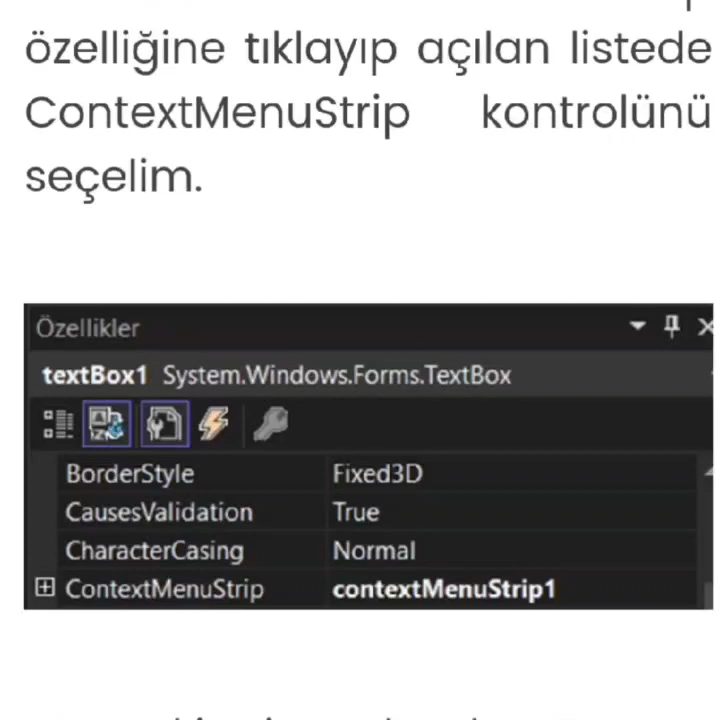 özelliğine tıklayıp açılan listede
ContextMenuStrip kontrolünü
seçelim.
Özellikler
textBox1 System.Windows.Forms.TextBox
BorderStyle Fixed3D
CausesValidation True
CharacterCasing Normal
ContextMenuStrip contextMenuStrip1